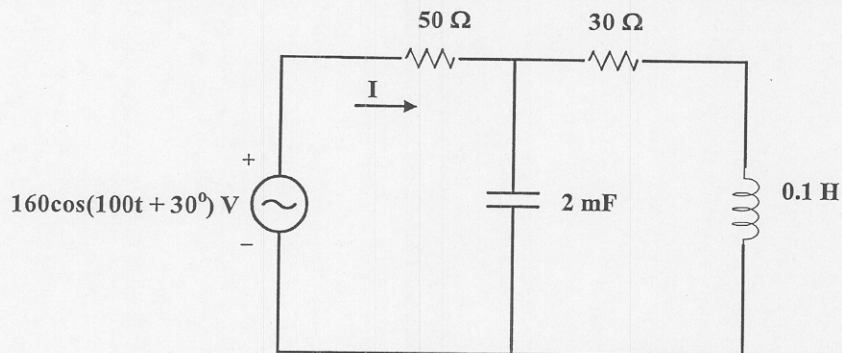 50 Ω
30 Ω
I
+
160cos(100t + 30°) V
2 mF
0.1 H
−